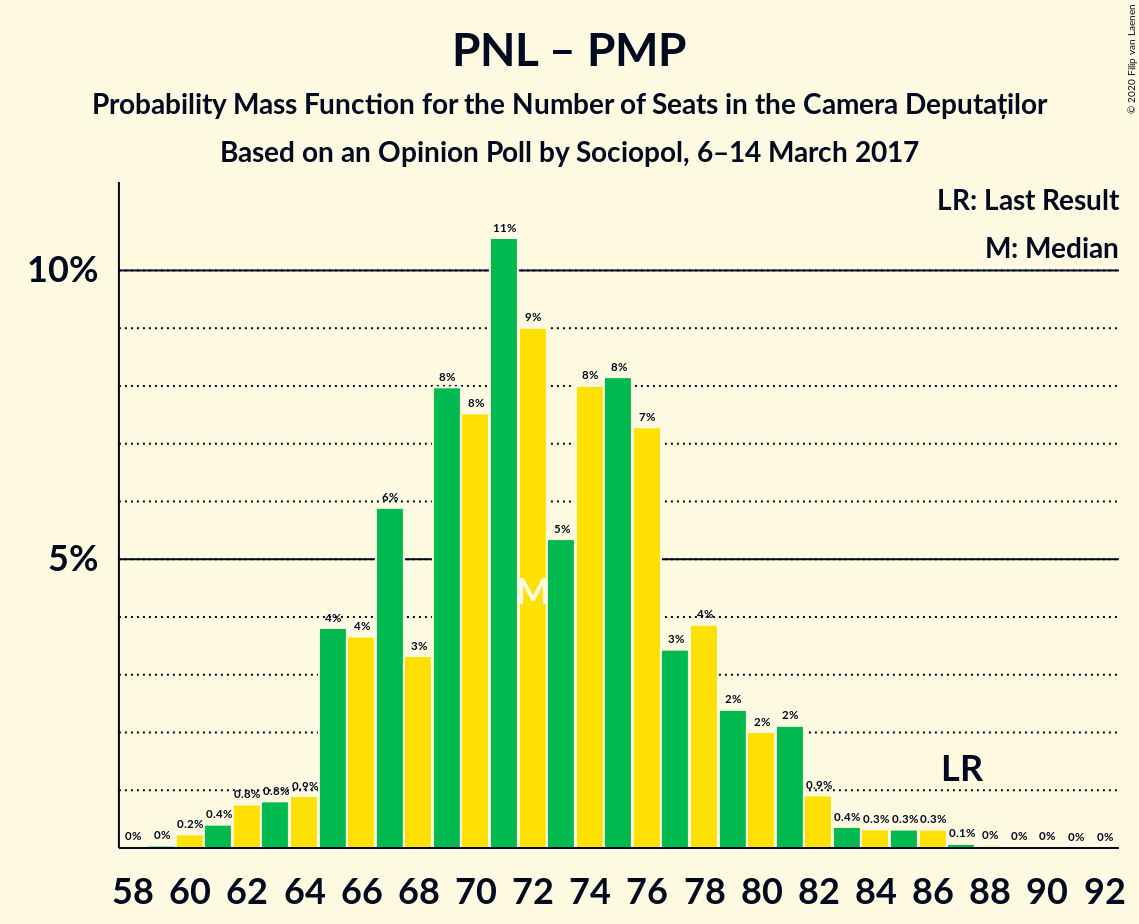 PNL – PMP
Probability Mass Function for the Number of Seats in the Camera Deputaților
Based on an Opinion Poll by Sociopol, 6–14 March 2017
© 2020 Filip van Laenen
LR: Last Result
M: Median
10%
5%
0% 0% 0.2% 0.4% 0.8% 0.8% 0.9% 4% 4% 6% 3% 8% 8% 11% 9% 5% 8% 8% 7% 3% 4% 2% 2% 2% 0.9% 0.4% 0.3% 0.3% 0.3% 0.1% 0% 0% 0% 0% 0%
M
LR
58 60 62 64 66 68 70 72 74 76 78 80 82 84 86 88 90 92